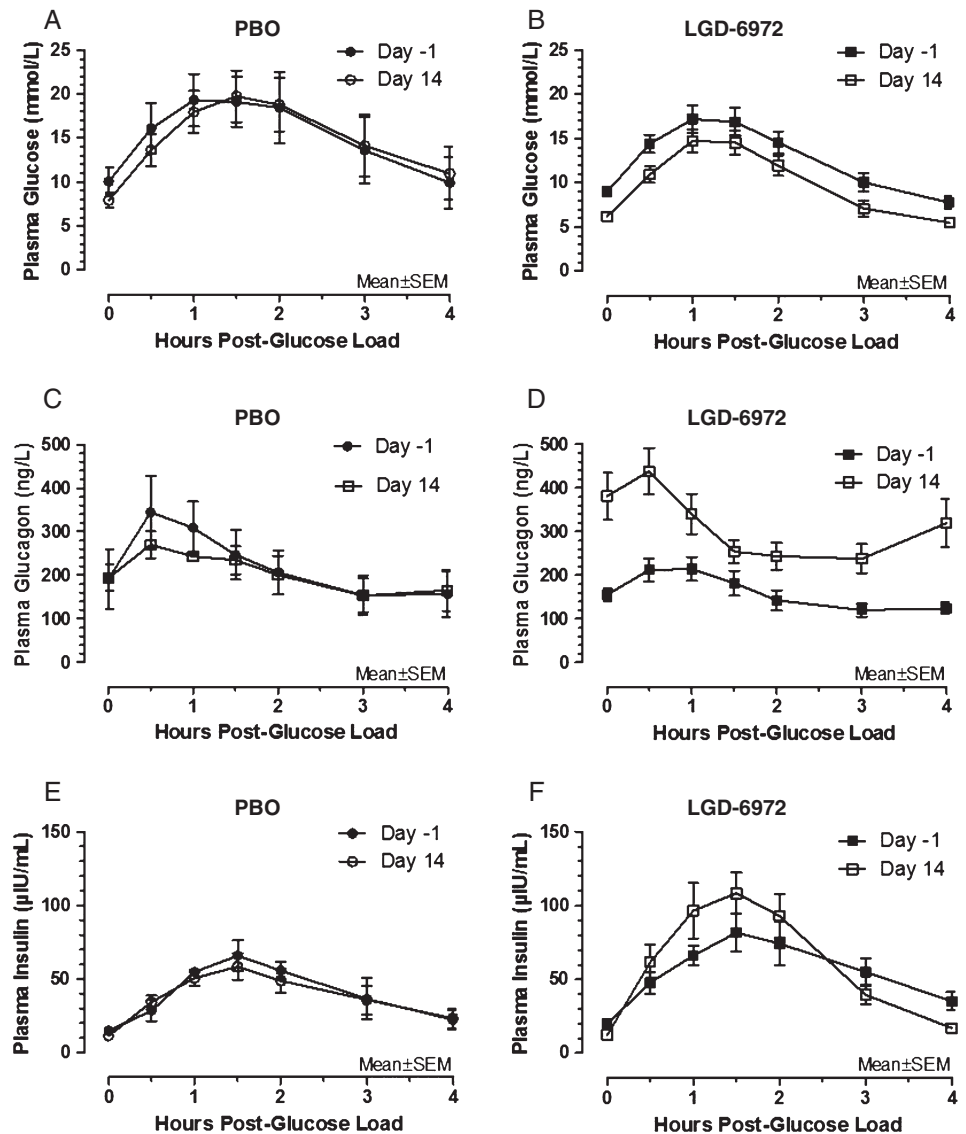 A
PBO
Plasma Glucose (mmol/L)
25
20
15
10
5
0
Day -1
Day 14
Mean±SEM
0 1 2 3 4
Hours Post-Glucose Load
B
LGD-6972
Plasma Glucose (mmol/L)
25
20
15
10
5
0
Day -1
Day 14
Mean±SEM
0 1 2 3 4
Hours Post-Glucose Load
C
PBO
Plasma Glucagon (ng/L)
500
400
300
200
100
0
Day -1
Day 14
Mean±SEM
0 1 2 3 4
Hours Post-Glucose Load
D
LGD-6972
Plasma Glucagon (ng/L)
500
400
300
200
100
0
Day -1
Day 14
Mean±SEM
0 1 2 3 4
Hours Post-Glucose Load
E
PBO
Plasma Insulin (µIU/mL)
150
100
50
0
Day -1
Day 14
Mean±SEM
0 1 2 3 4
Hours Post-Glucose Load
F
LGD-6972
Plasma Insulin (µIU/mL)
150
100
50
0
Day -1
Day 14
Mean±SEM
0 1 2 3 4
Hours Post-Glucose Load